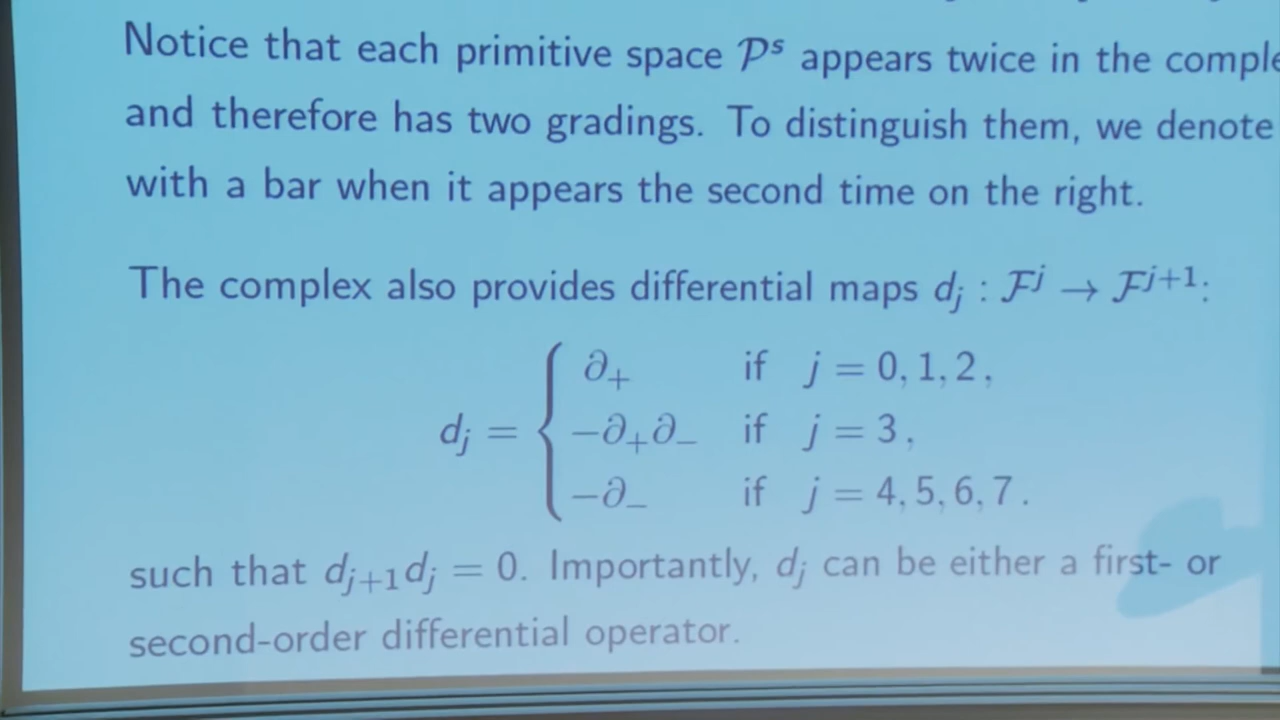 Notice that each primitive space 𝒫ˢ appears twice in the
and therefore has two gradings. To distinguish them, we denote
with a bar when it appears the second time on the right.
The complex also provides differential maps dⱼ : ℱʲ → ℱʲ⁺¹:
dⱼ = { ∂₊ if j = 0, 1, 2,
−∂₊∂₋ if j = 3,
−∂₋ if j = 4, 5, 6, 7.
such that dⱼ₊₁dⱼ = 0. Importantly, dⱼ can be either a first- or
second-order differential operator.